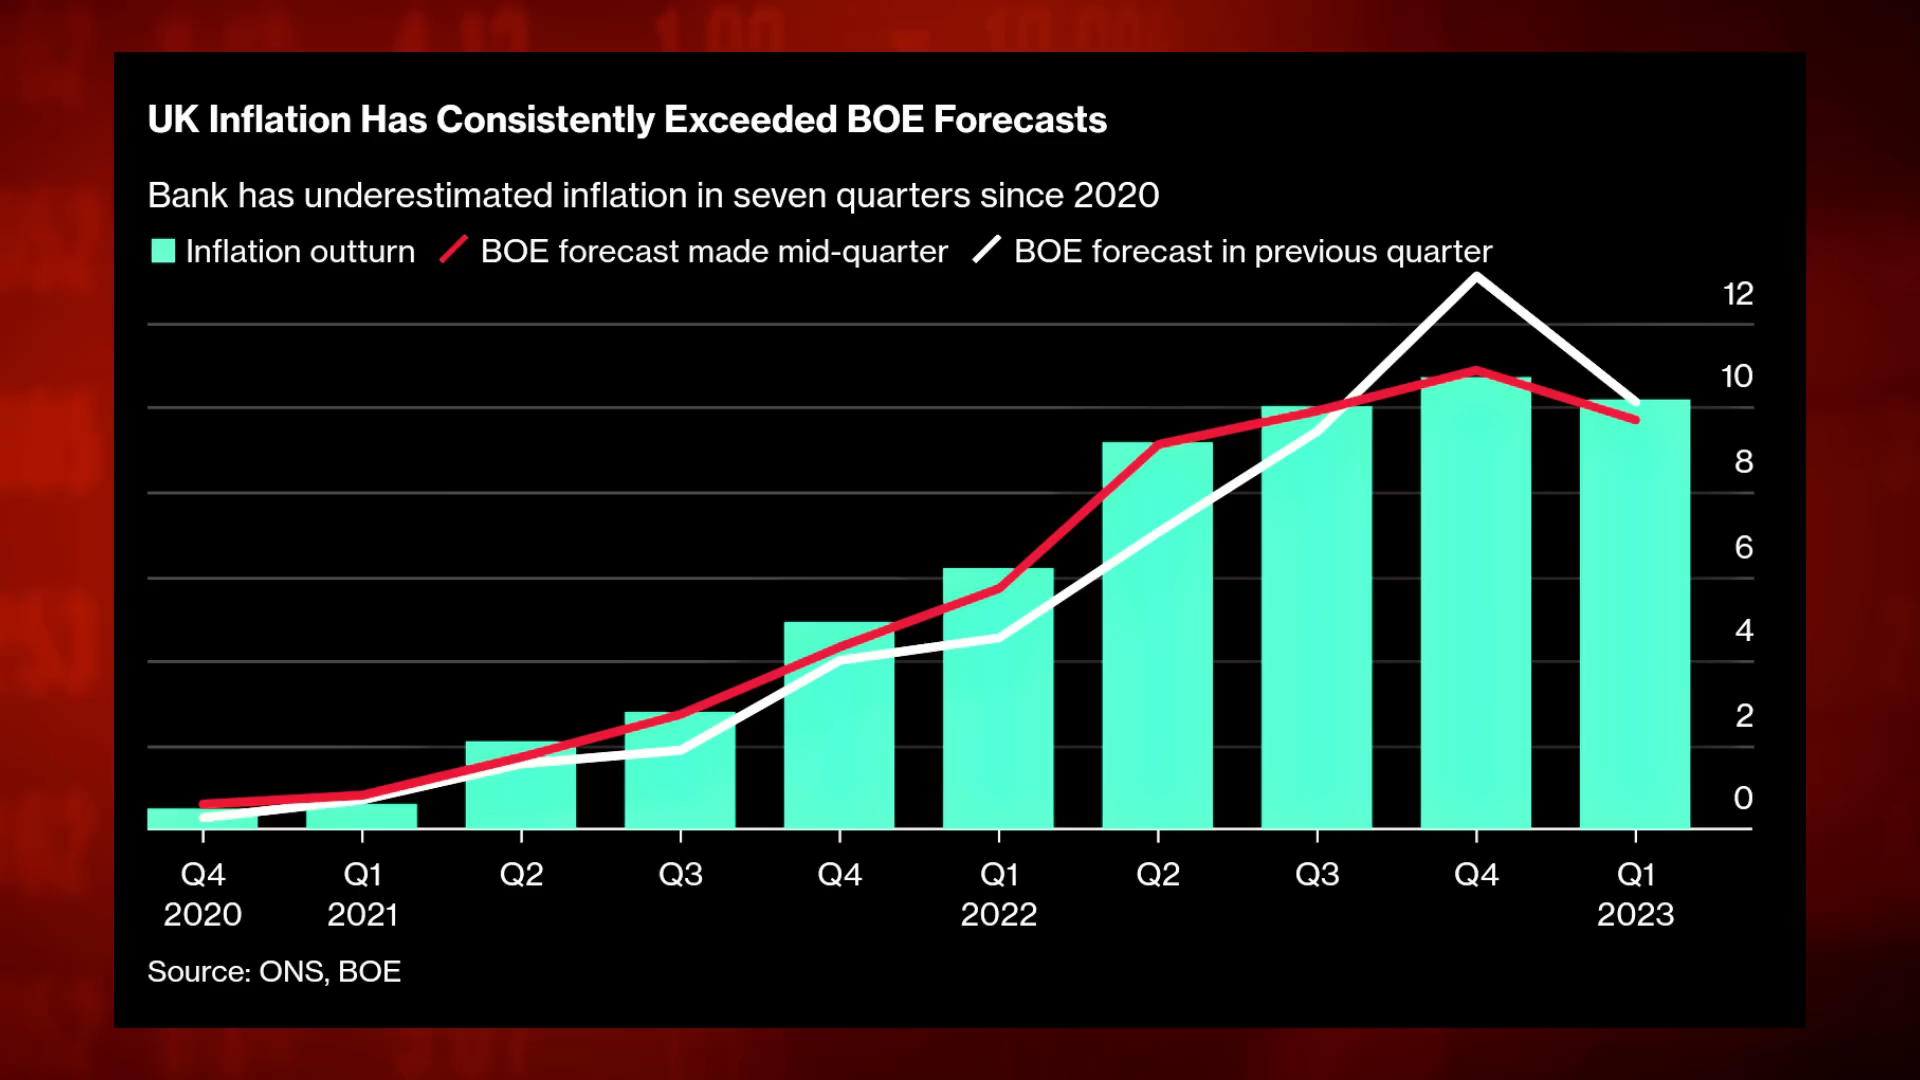 UK Inflation Has Consistently Exceeded BOE Forecasts
Bank has underestimated inflation in seven quarters since 2020
Inflation outturn BOE forecast made mid-quarter BOE forecast in previous quarter
12
10
8
6
4
2
0
Q4 Q1 Q2 Q3 Q4 Q1 Q2 Q3 Q4 Q1
2020 2021 2022 2023
Source: ONS, BOE